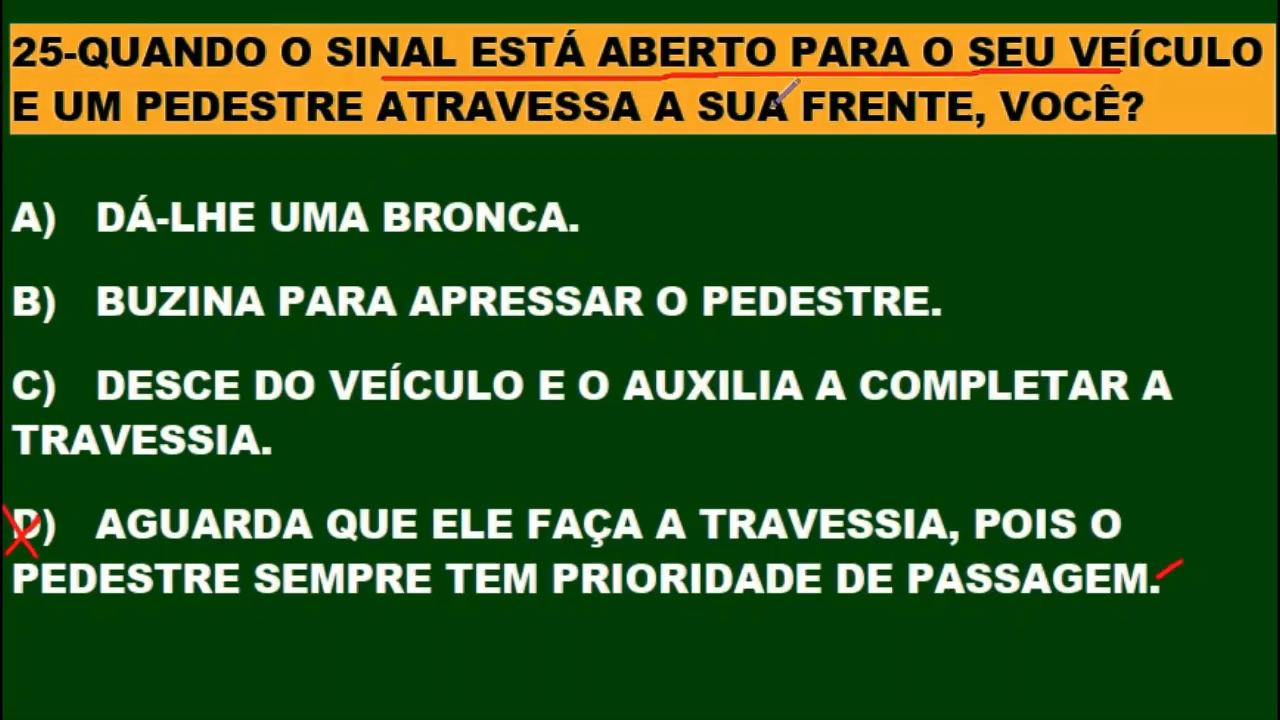 25-QUANDO O SINAL ESTÁ ABERTO PARA O SEU VEÍCULO
E UM PEDESTRE ATRAVESSA A SUA FRENTE, VOCÊ?
A) DÁ-LHE UMA BRONCA.
B) BUZINA PARA APRESSAR O PEDESTRE.
C) DESCE DO VEÍCULO E O AUXILIA A COMPLETAR A
TRAVESSIA.
D) AGUARDA QUE ELE FAÇA A TRAVESSIA, POIS O
PEDESTRE SEMPRE TEM PRIORIDADE DE PASSAGEM.